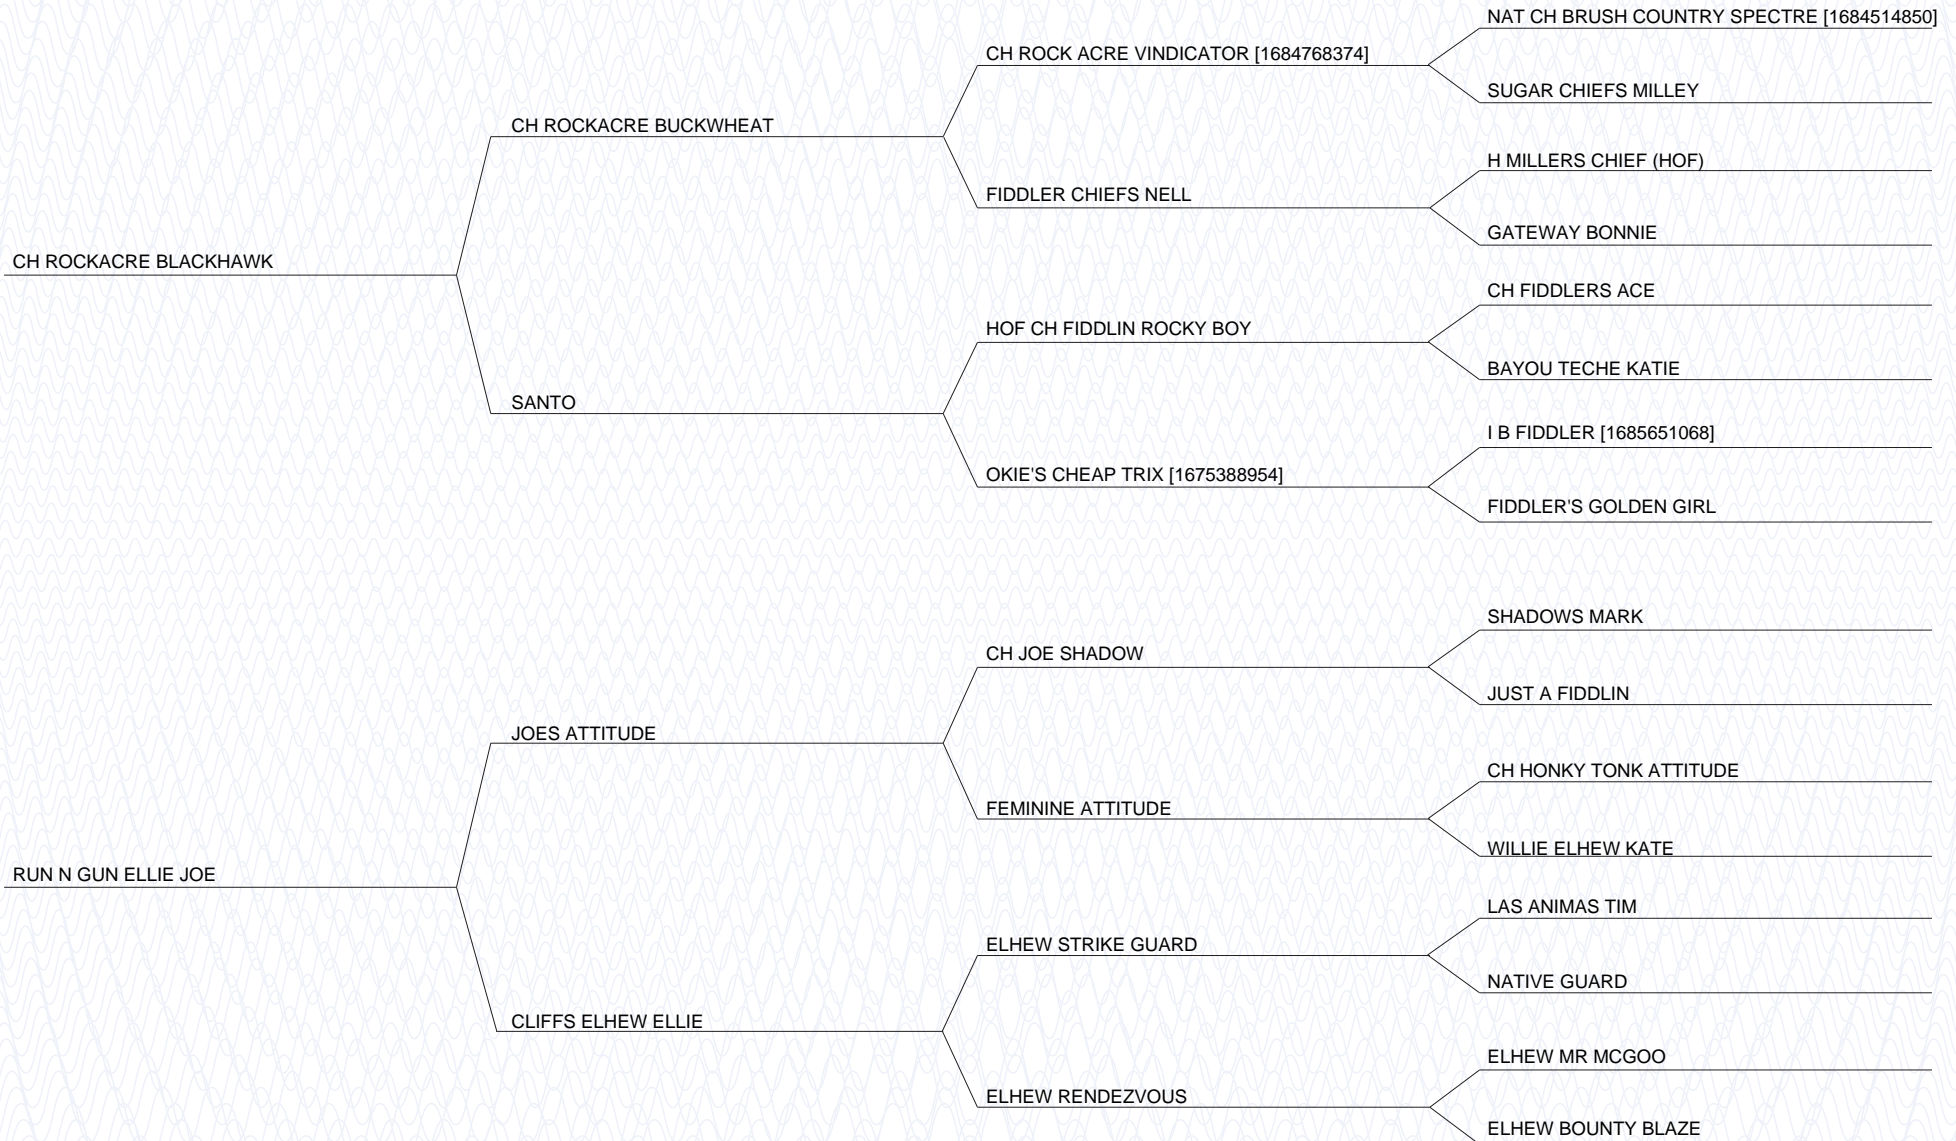 NAT CH BRUSH COUNTRY SPECTRE [1684514850]
CH ROCK ACRE VINDICATOR [1684768374]
SUGAR CHIEFS MILLEY
CH ROCKACRE BUCKWHEAT
H MILLERS CHIEF (HOF)
FIDDLER CHIEFS NELL
GATEWAY BONNIE
CH ROCKACRE BLACKHAWK
CH FIDDLERS ACE
HOF CH FIDDLIN ROCKY BOY
BAYOU TECHE KATIE
SANTO
I B FIDDLER [1685651068]
OKIE'S CHEAP TRIX [1675388954]
FIDDLER'S GOLDEN GIRL
SHADOWS MARK
CH JOE SHADOW
JUST A FIDDLIN
JOES ATTITUDE
CH HONKY TONK ATTITUDE
FEMININE ATTITUDE
WILLIE ELHEW KATE
RUN N GUN ELLIE JOE
LAS ANIMAS TIM
ELHEW STRIKE GUARD
NATIVE GUARD
CLIFFS ELHEW ELLIE
ELHEW MR MCGOO
ELHEW RENDEZVOUS
ELHEW BOUNTY BLAZE